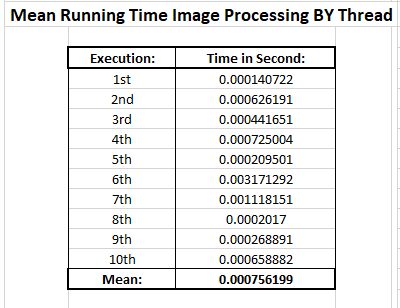 Mean Running Time Image Processing BY Thread
Execution: Time in Second:
1st 0.000140722
2nd 0.000626191
3rd 0.000441651
4th 0.000725004
5th 0.000209501
6th 0.003171292
7th 0.001118151
8th 0.0002017
9th 0.000268891
10th 0.000658882
Mean: 0.000756199